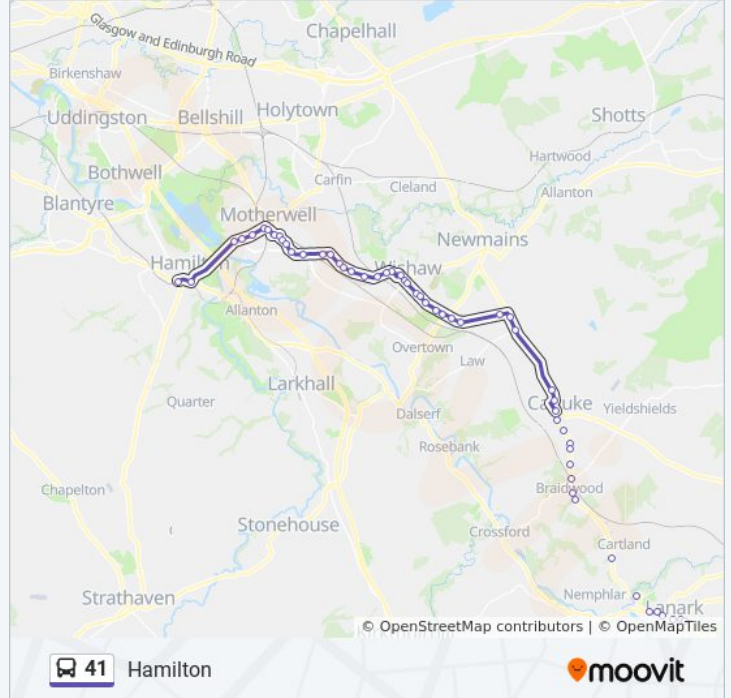 Chapelhall
Glasgow and Edinburgh Road
Birkenshaw
Holytown
Shotts
Uddingston
Bellshill
Hartwood
Bothwell
Carfin
Cleland
Allanton
Blantyre
Motherwell
Newmains
Hamilton
Wishaw
Allanton
Overtown
Law
Larkhall
Quarter
Carluke
Yieldshields
Dalserf
Rosebank
Chapelton
Braidwood
Stonehouse
Crossford
Cartland
Strathaven
Nemphlar
Lanark
© OpenStreetMap contributors | © OpenMapTiles
41 Hamilton
moovit